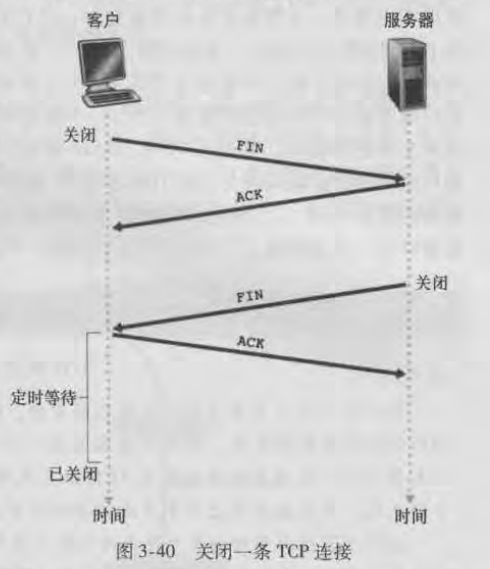 客户 服务器
关闭
FIN
ACK
关闭
FIN
ACK
定时等待
已关闭
时间 时间
图 3-40 关闭一条 TCP 连接